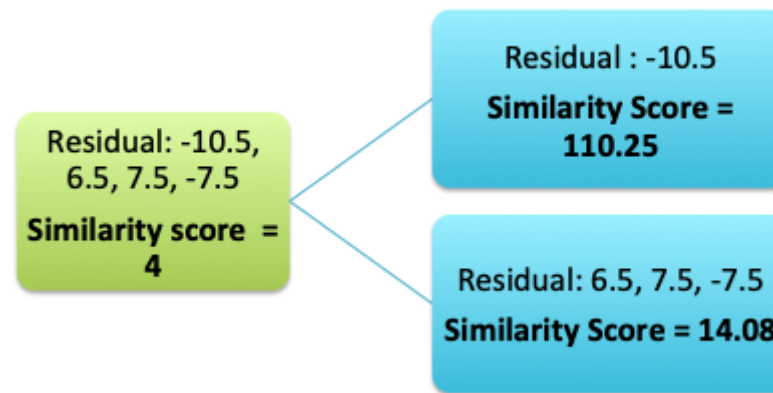 Residual: -10.5,
6.5, 7.5, -7.5
Similarity score =
4
Residual : -10.5
Similarity Score =
110.25
Residual: 6.5, 7.5, -7.5
Similarity Score = 14.08